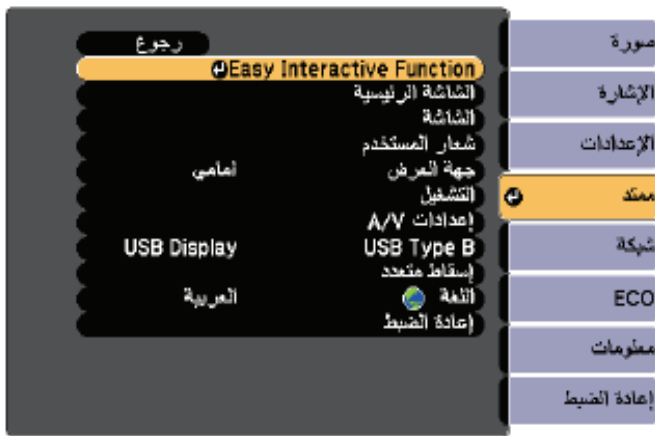 رجوع
Easy Interactive Function
الشاشة الرئيسية
الشاشة
شعار المستخدم
جهة العرض أمامي
التشغيل
إعدادات A/V
USB Type B USB Display
إسقاط متعدد
اللغة العربية
إعادة الضبط
صورة
الإشارة
الإعدادات
ممتد
شبكة
ECO
معلومات
إعادة الضبط